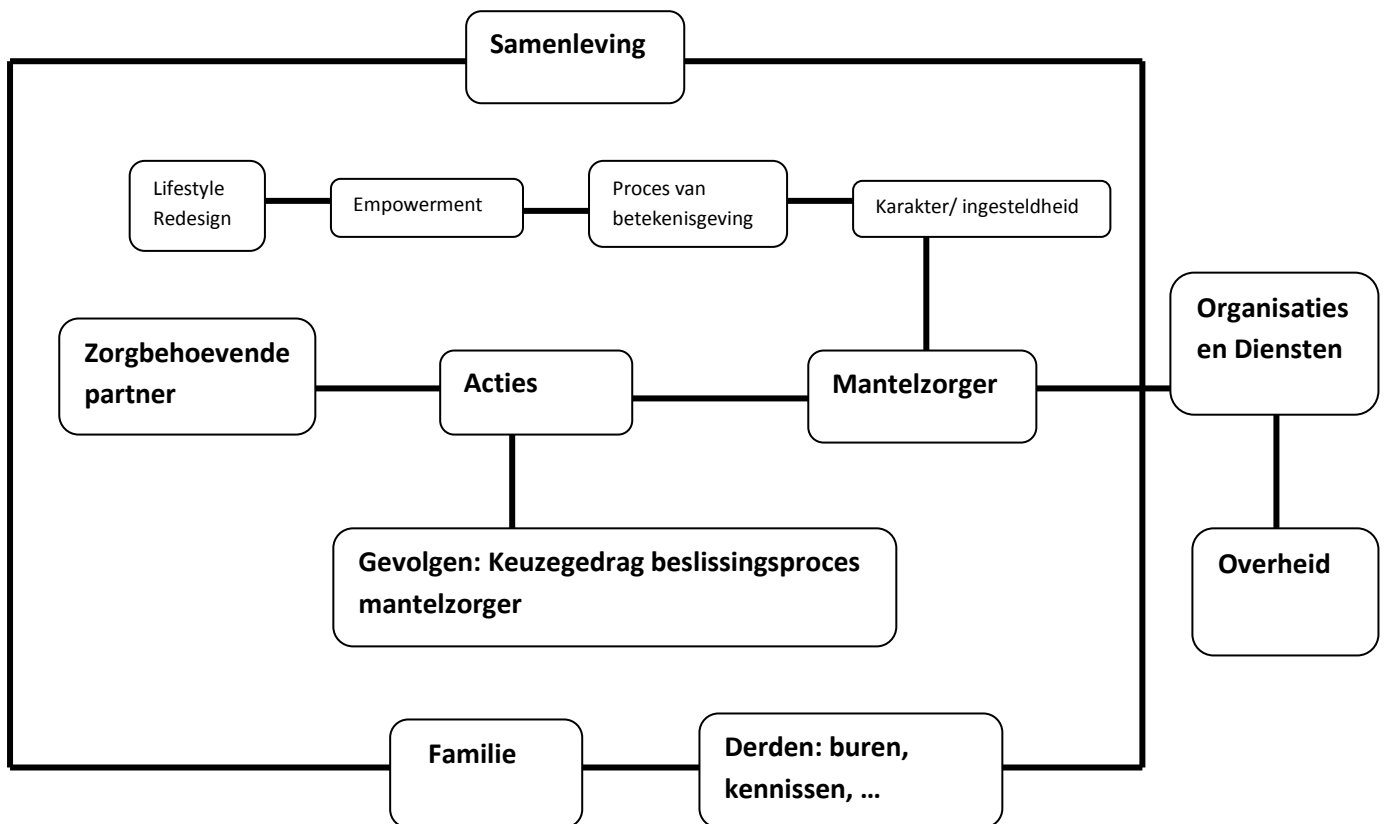 Samenleving
Lifestyle
Redesign
Empowerment
Proces van
betekenisgeving
Karakter/ ingesteldheid
Organisaties
en Diensten
Zorgbehoevende
partner
Acties
Mantelzorger
Gevolgen: Keuzegedrag beslissingsproces
mantelzorger
Overheid
Familie
Derden: buren,
kennissen, ...